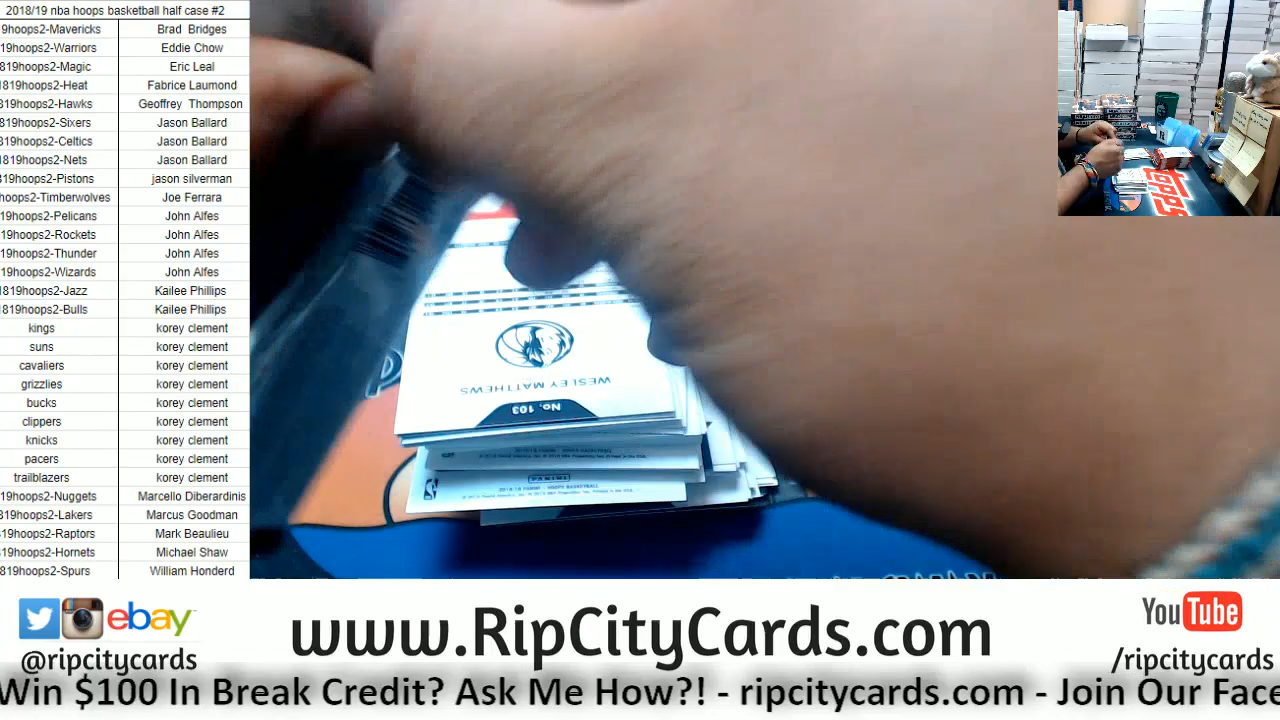 2018/19 nba hoops basketball half case #2
9hoops2-Mavericks Brad Bridges
19hoops2-Warriors Eddie Chow
819hoops2-Magic Eric Leal
1819hoops2-Heat Fabrice Laumond
819hoops2-Hawks Geoffrey Thompson
819hoops2-Sixers Jason Ballard
819hoops2-Celtics Jason Ballard
1819hoops2-Nets Jason Ballard
819hoops2-Pistons jason silverman
hoops2-Timberwolves Joe Ferrara
19hoops2-Pelicans John Alfes
19hoops2-Rockets John Alfes
19hoops2-Thunder John Alfes
19hoops2-Wizards John Alfes
1819hoops2-Jazz Kailee Phillips
1819hoops2-Bulls Kailee Phillips
kings korey clement
suns korey clement
cavaliers korey clement
grizzlies korey clement
bucks korey clement
clippers korey clement
knicks korey clement
pacers korey clement
trailblazers korey clement
19hoops2-Nuggets Marcello Diberardinis
819hoops2-Lakers Marcus Goodman
19hoops2-Raptors Mark Beaulieu
19hoops2-Hornets Michael Shaw
819hoops2-Spurs William Honderd
WESLEY MATTHEWS
No. 103
PANINI
Topps
ebay
@ripcitycards
www.RipCityCards.com
YouTube
/ripcitycards
Win $100 In Break Credit? Ask Me How?! - ripcitycards.com - Join Our Face